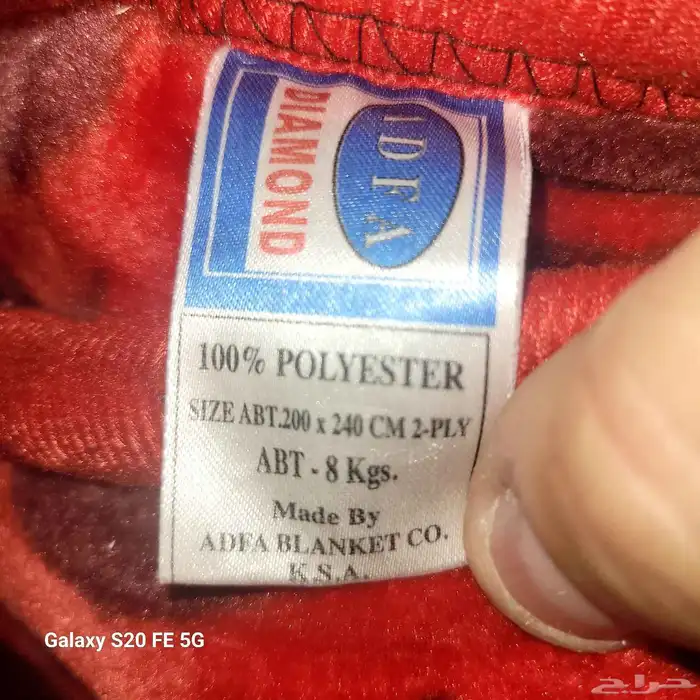 ADFA
DIAMOND
100% POLYESTER
SIZE ABT.200 x 240 CM 2-PLY
ABT - 8 Kgs.
Made By
ADFA BLANKET CO.
K.S.A.
Galaxy S20 FE 5G
حراج